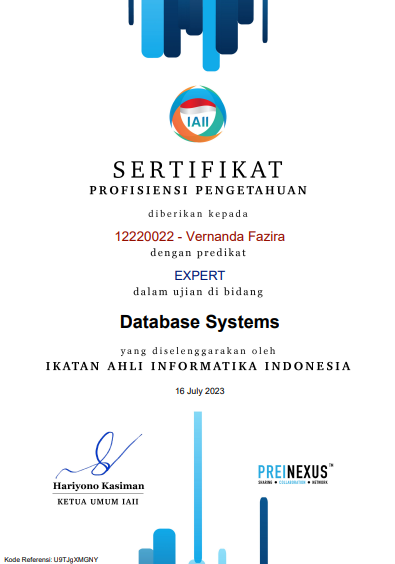 IAII
SERTIFIKAT
PROFISIENSI PENGETAHUAN
diberikan kepada
12220022 - Vernanda Fazira
dengan predikat
EXPERT
dalam ujian di bidang
Database Systems
yang diselenggarakan oleh
IKATAN AHLI INFORMATIKA INDONESIA
16 July 2023
Hariyono Kasiman
KETUA UMUM IAII
PREINEXUS™
SHARING • COLLABORATION • NETWORK
Kode Referensi: U9TJgXMGNY